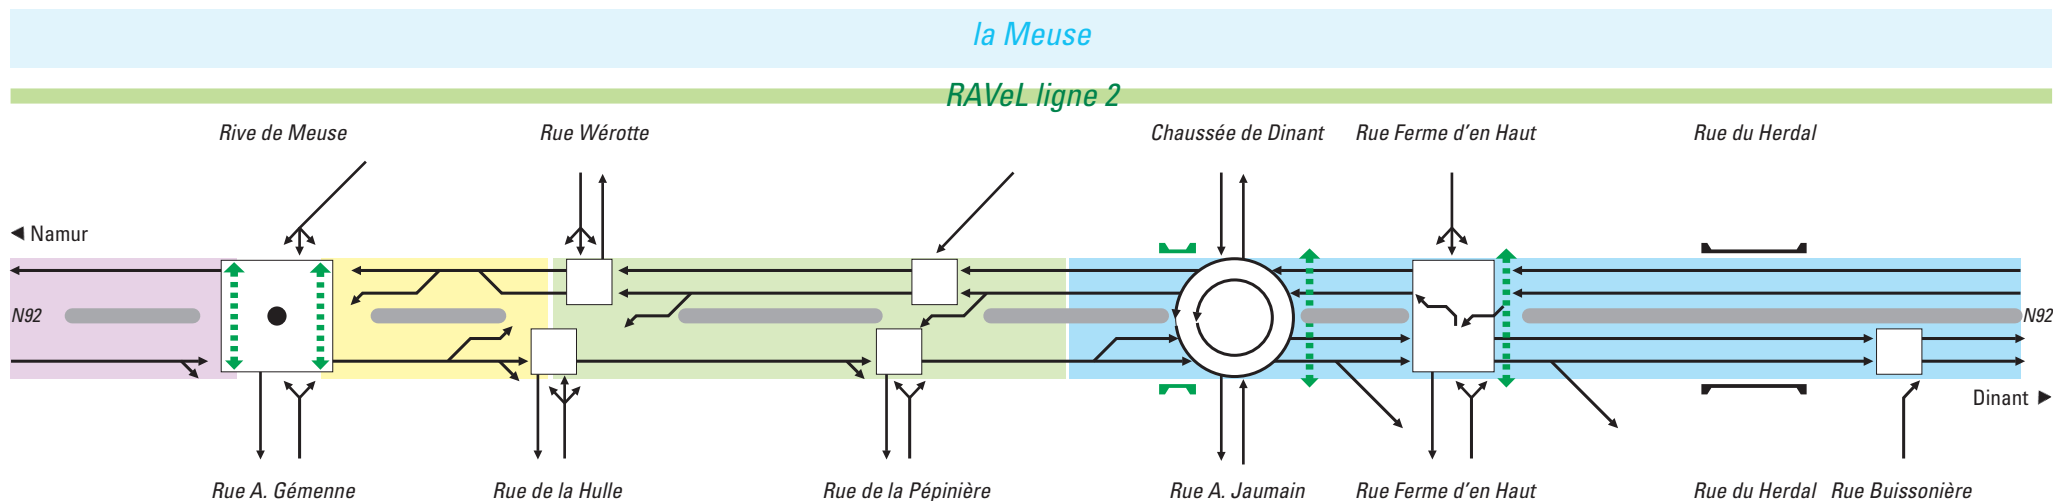 la Meuse
RAVeL ligne 2
Rive de Meuse
Rue Wérotte
Chaussée de Dinant
Rue Ferme d'en Haut
Rue du Herdal
Namur
N92
N92
Dinant
Rue A. Gémenne
Rue de la Hulle
Rue de la Pépinière
Rue A. Jaumain
Rue Ferme d'en Haut
Rue du Herdal
Rue Buissonière